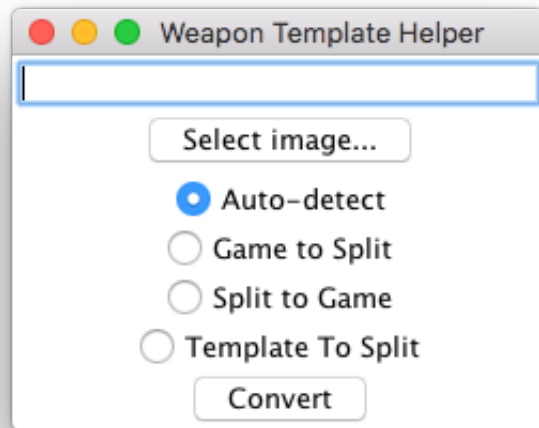 Weapon Template Helper
Select image...
Auto-detect
Game to Split
Split to Game
Template To Split
Convert